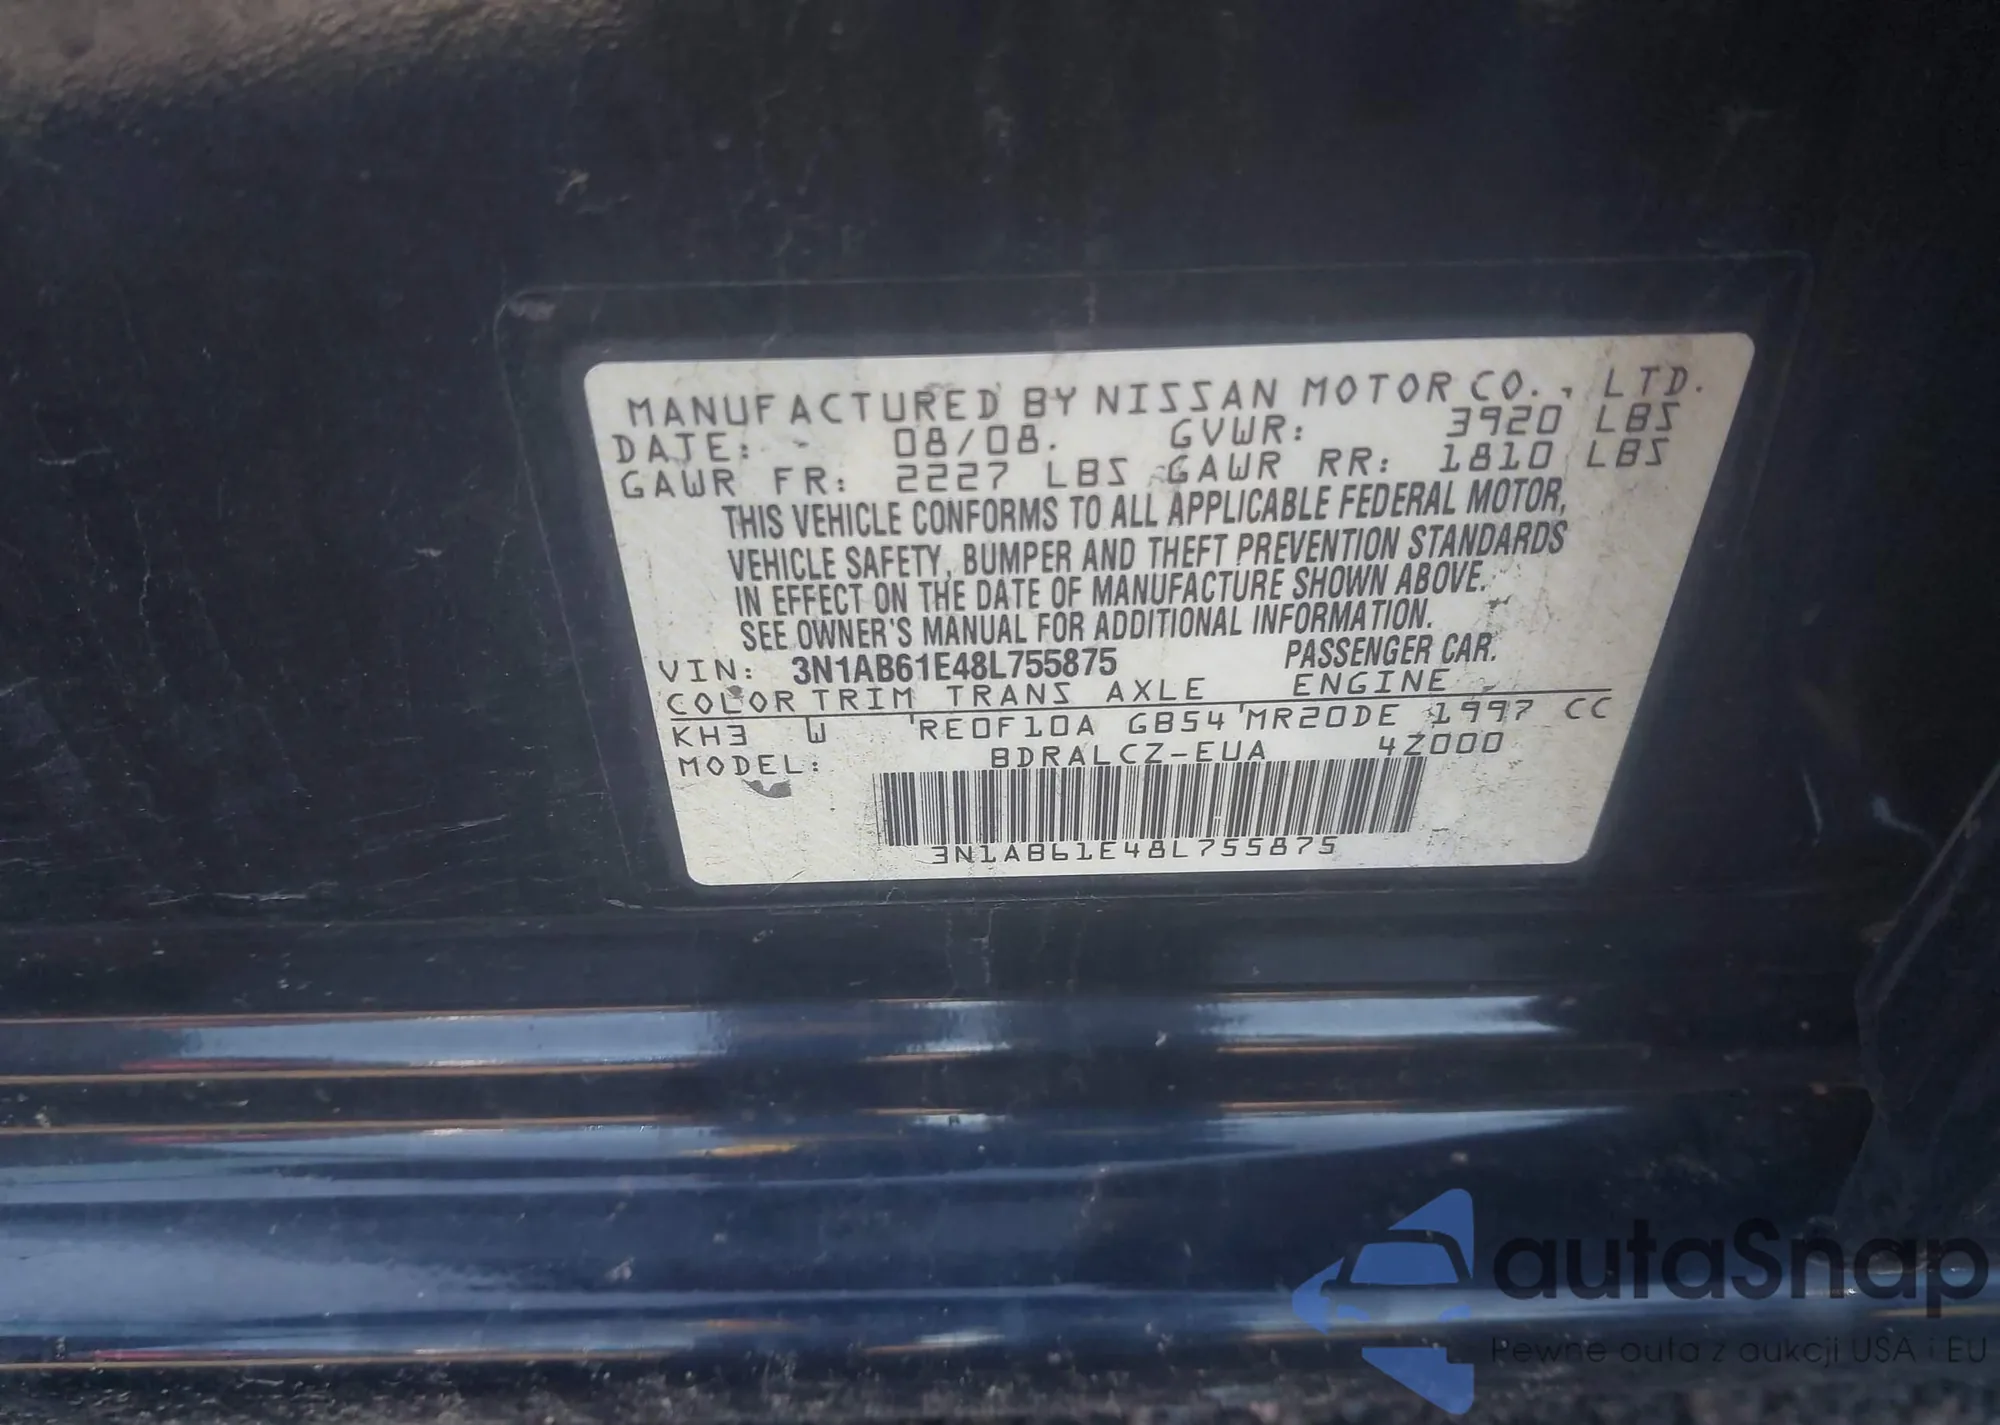 MANUFACTURED BY NISSAN MOTOR CO., LTD.
DATE: 08/08. GVWR: 3920 LBS
GAWR FR: 2227 LBS GAWR RR: 1810 LBS
THIS VEHICLE CONFORMS TO ALL APPLICABLE FEDERAL MOTOR,
VEHICLE SAFETY, BUMPER AND THEFT PREVENTION STANDARDS
IN EFFECT ON THE DATE OF MANUFACTURE SHOWN ABOVE.
SEE OWNER'S MANUAL FOR ADDITIONAL INFORMATION.
VIN: 3N1AB61E48L755875 PASSENGER CAR.
COLOR TRIM TRANS AXLE ENGINE
KH3 W RE0F10A GB54 MR20DE 1997 CC
MODEL: BDRALCZ-EUA 4Z000
3N1AB61E48L755875
autaSnap
Pewne auta z aukcji USA i EU